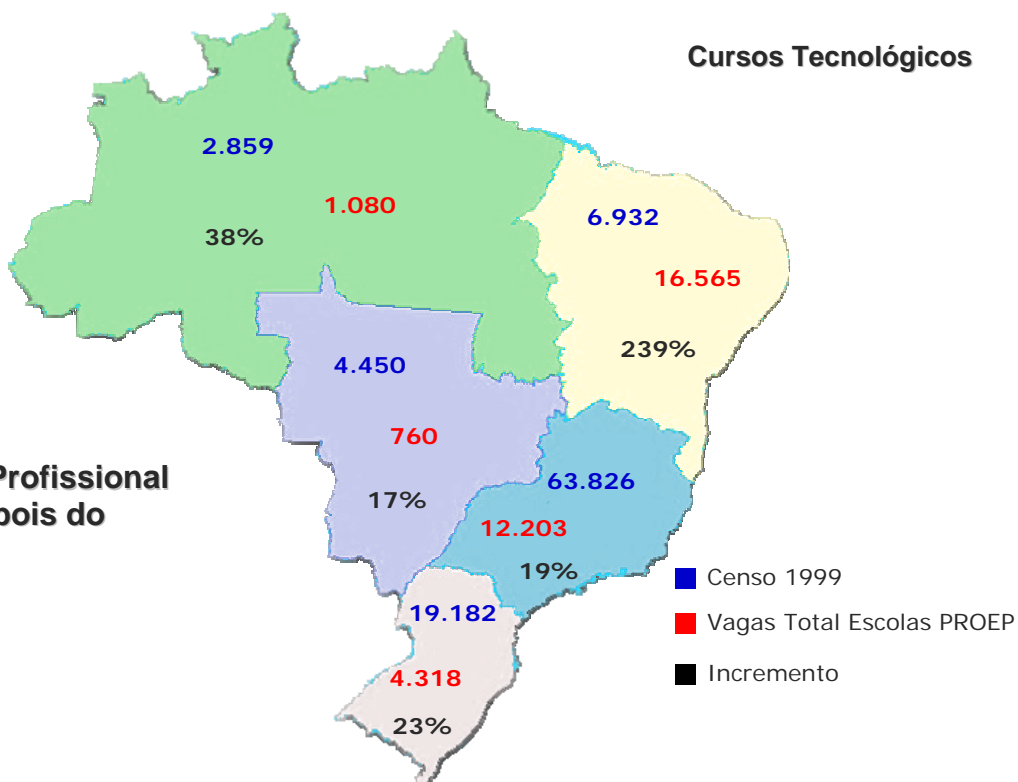 Cursos Tecnológicos
2.859
1.080
38%
6.932
16.565
239%
4.450
760
17%
Profissional
pois do
63.826
12.203
19%
19.182
4.318
23%
Censo 1999
Vagas Total Escolas PROEP
Incremento